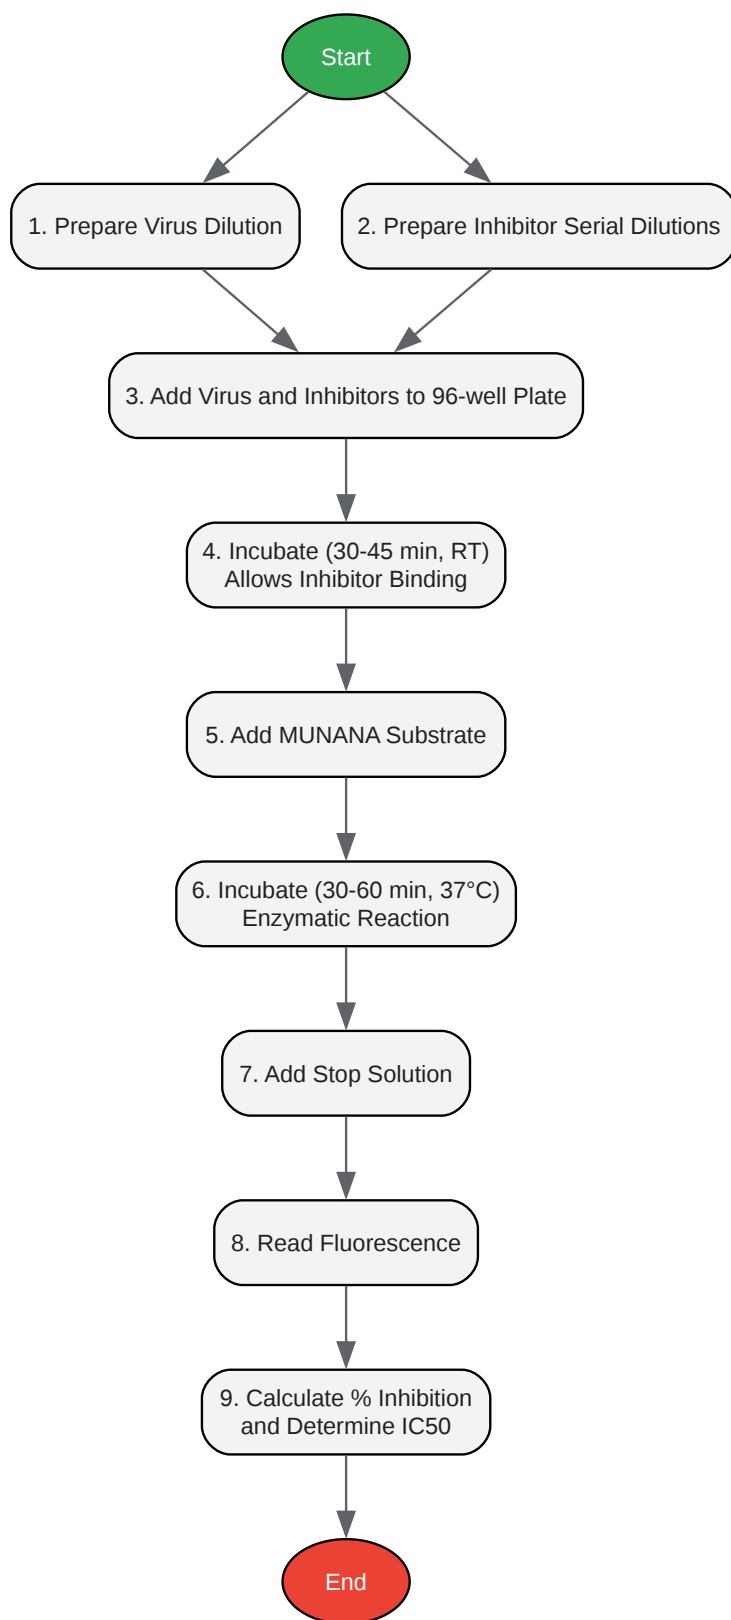 Start
1. Prepare Virus Dilution
2. Prepare Inhibitor Serial Dilutions
3. Add Virus and Inhibitors to 96-well Plate
4. Incubate (30-45 min, RT)
Allows Inhibitor Binding
5. Add MUNANA Substrate
6. Incubate (30-60 min, 37°C)
Enzymatic Reaction
7. Add Stop Solution
8. Read Fluorescence
9. Calculate % Inhibition
and Determine IC50
End